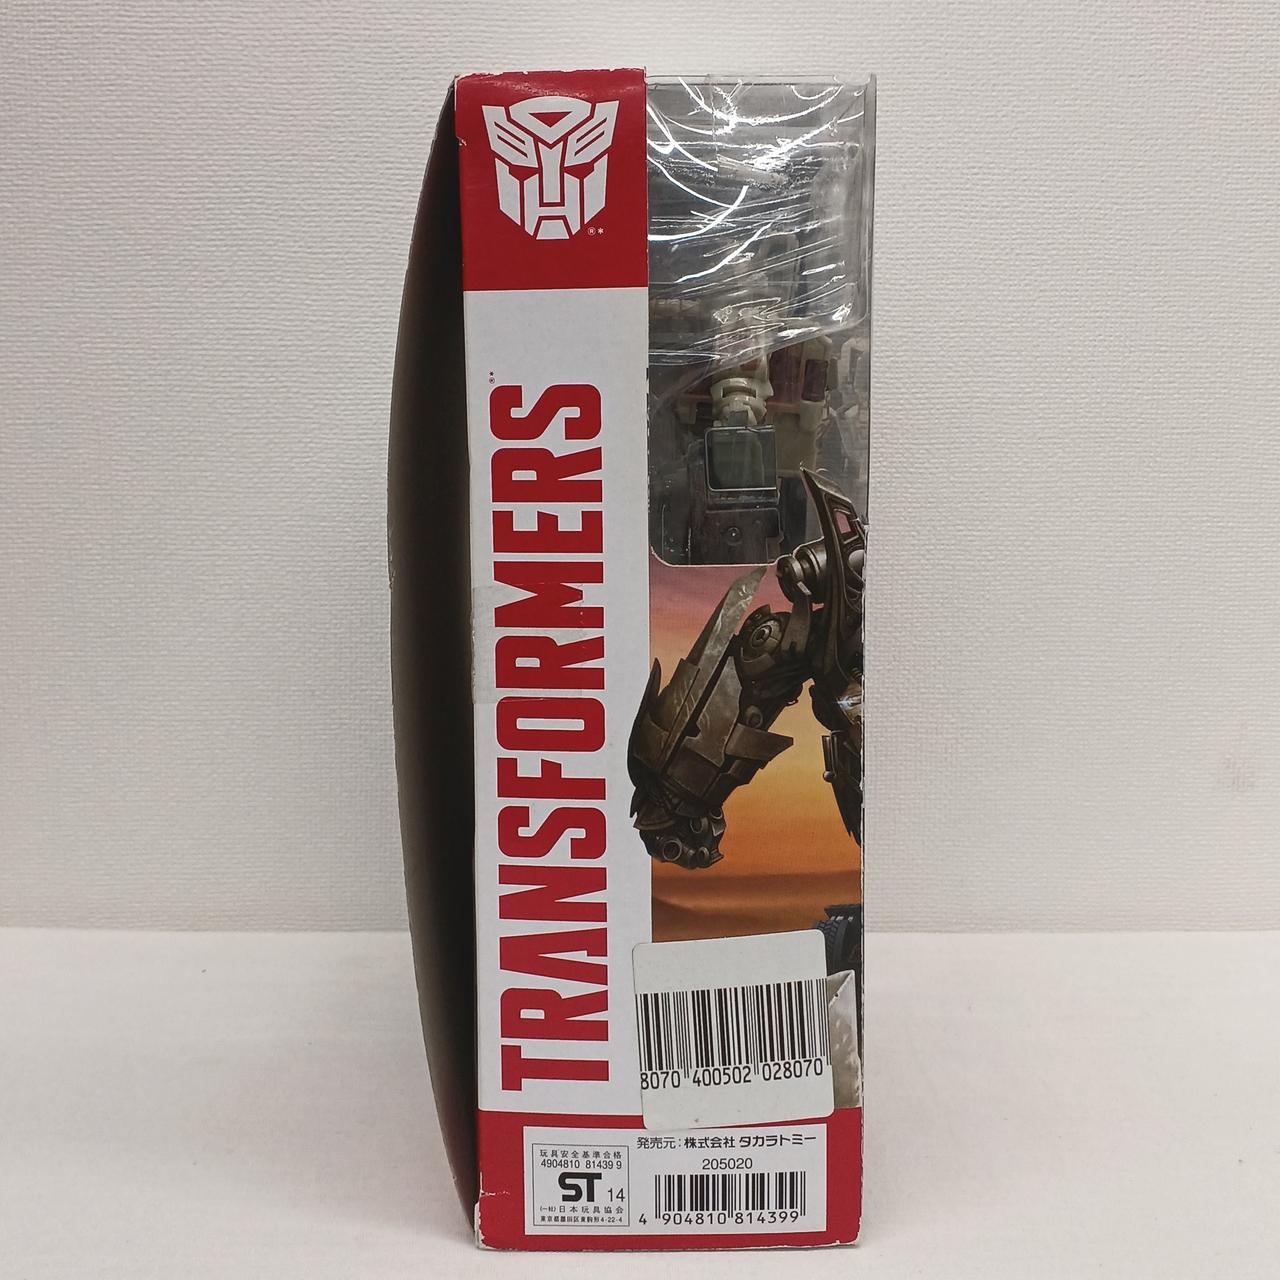 ®*
TRANSFORMERS®*
8070 400502 028070
発売元:株式会社 タカラトミー
205020
4 904810 814399
玩具安全基準合格
4904810 81439 9
ST 14
(一社)日本玩具協会
東京都墨田区東駒形4-22-4